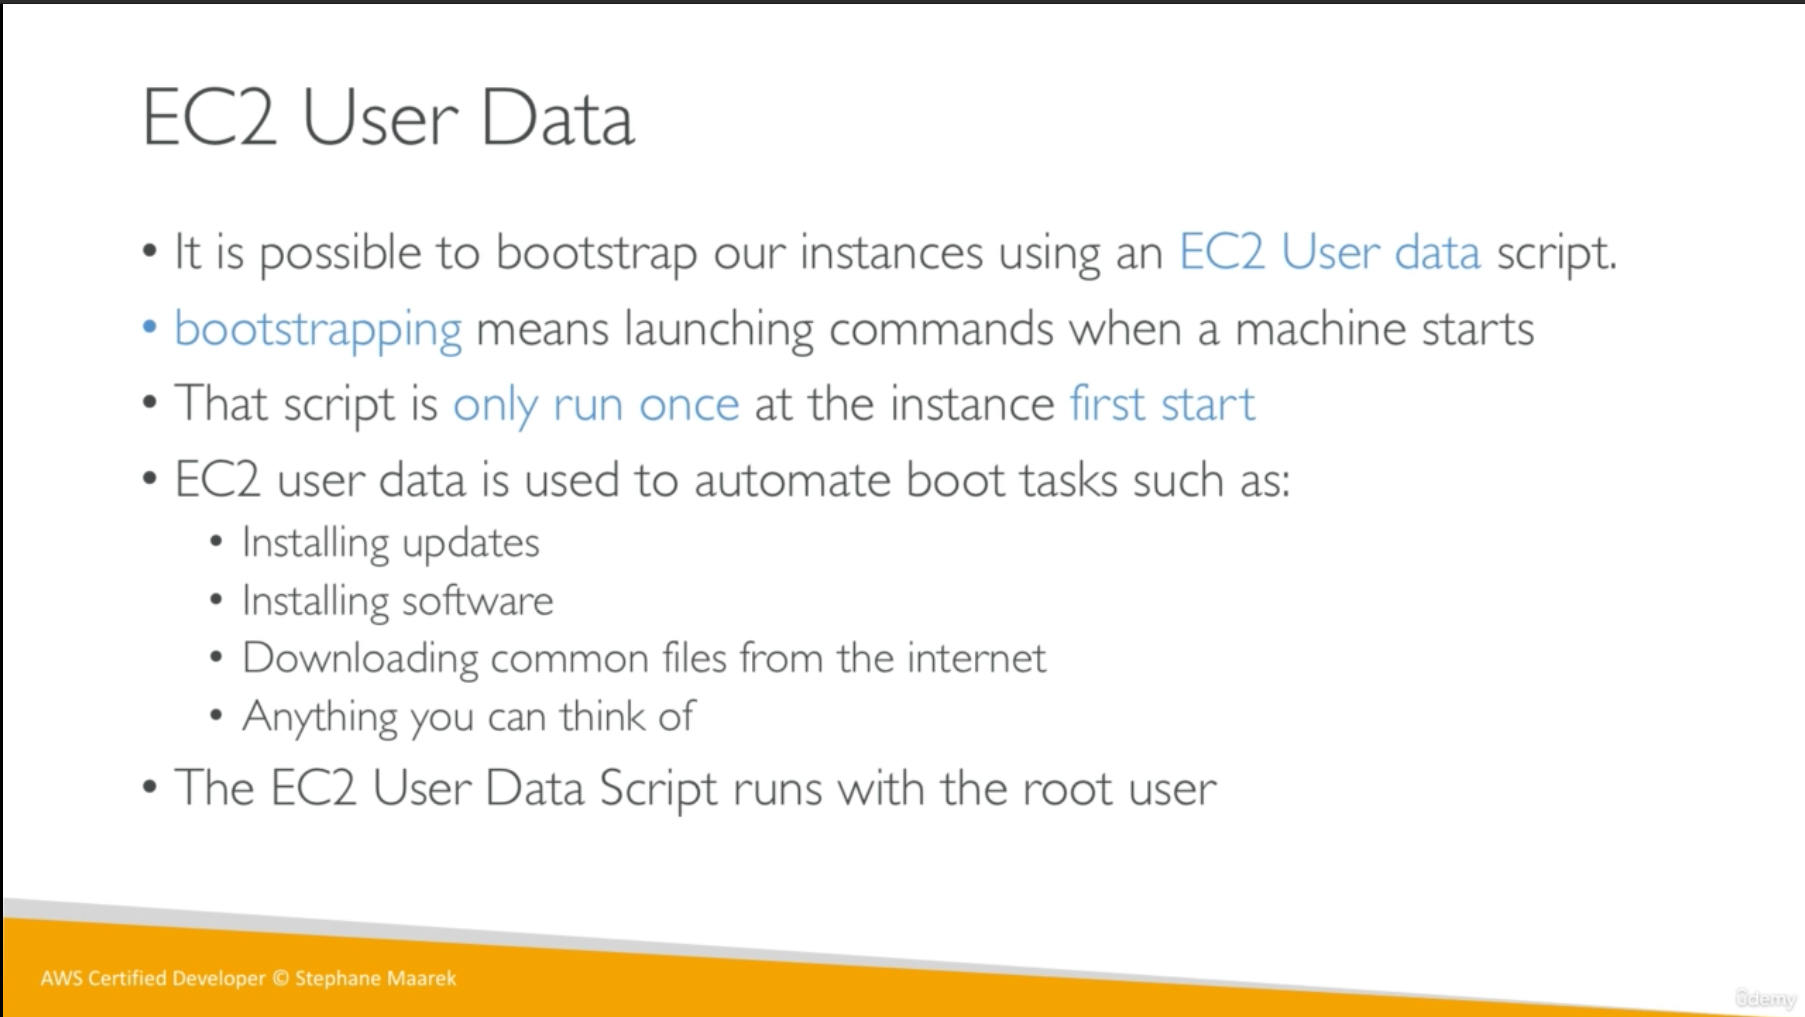 EC2 User Data
• It is possible to bootstrap our instances using an EC2 User data script.
• bootstrapping means launching commands when a machine starts
• That script is only run once at the instance first start
• EC2 user data is used to automate boot tasks such as:
• Installing updates
• Installing software
• Downloading common files from the internet
• Anything you can think of
• The EC2 User Data Script runs with the root user
AWS Certified Developer © Stephane Maarek
ûdemy